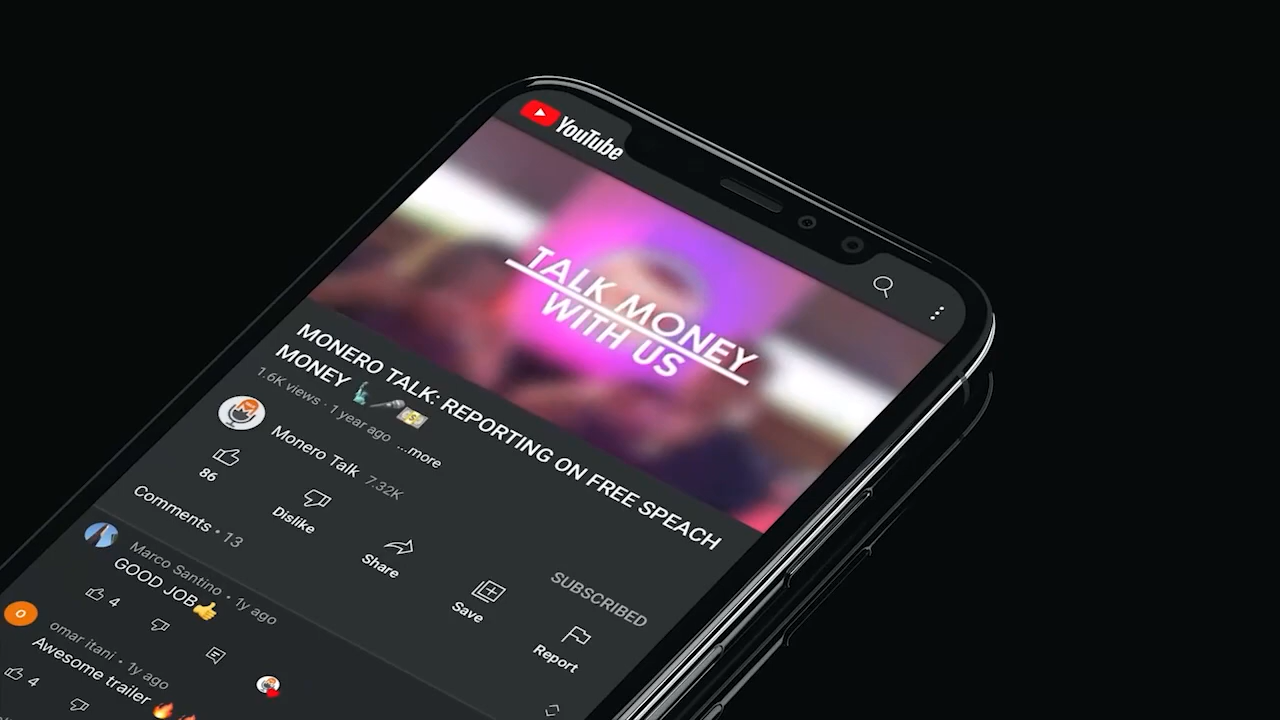 YouTube
TALK MONEY
WITH US
MONERO TALK: REPORTING ON FREE SPEACH
MONEY 🗽🎤💵
1.6K views · 1 year ago ...more
Monero Talk 7.32K
SUBSCRIBED
86
Dislike
Share
Save
Report
Comments • 13
Marco Santino • 1y ago
GOOD JOB👍
4
O
omar itani • 1y ago
Awesome trailer 🔥🔥
4